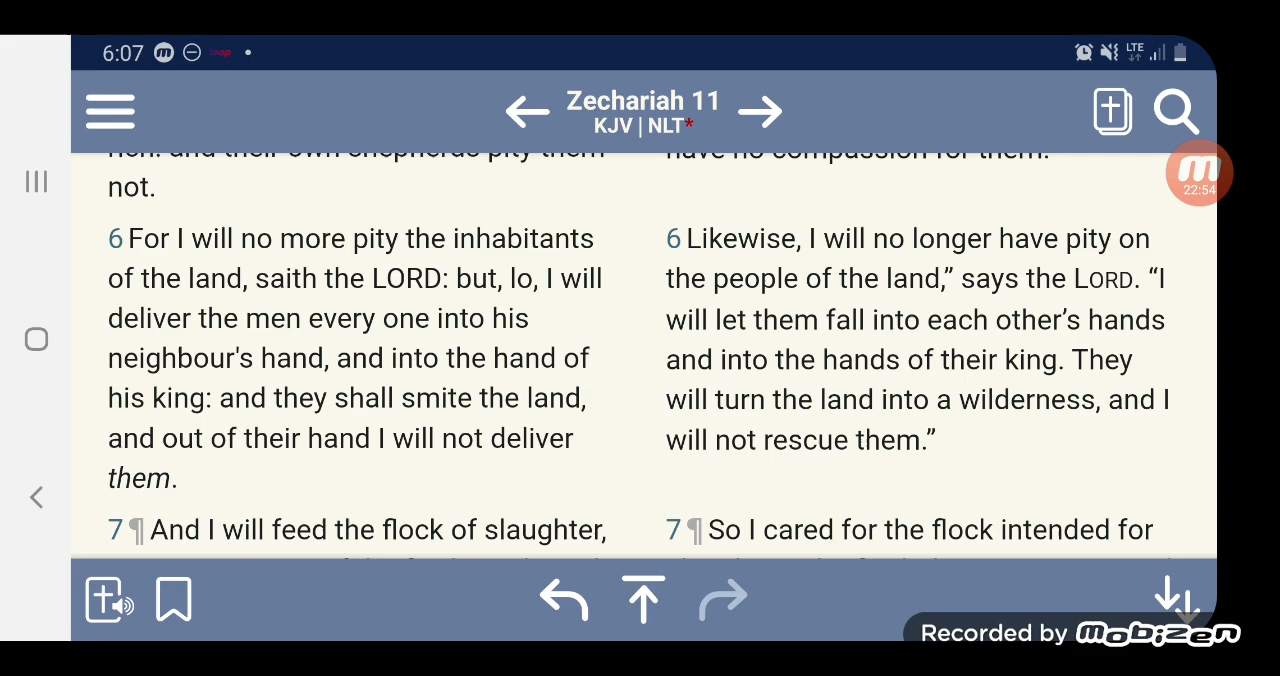 6:07
LTE
Zechariah 11
KJV | NLT*
22:54
not.
6 For I will no more pity the inhabitants
of the land, saith the LORD: but, lo, I will
deliver the men every one into his
neighbour's hand, and into the hand of
his king: and they shall smite the land,
and out of their hand I will not deliver
them.
7 ¶ And I will feed the flock of slaughter,
have no compassion for them.
6 Likewise, I will no longer have pity on
the people of the land,” says the LORD. “I
will let them fall into each other’s hands
and into the hands of their king. They
will turn the land into a wilderness, and I
will not rescue them.”
7 ¶ So I cared for the flock intended for
Recorded by Mobizen